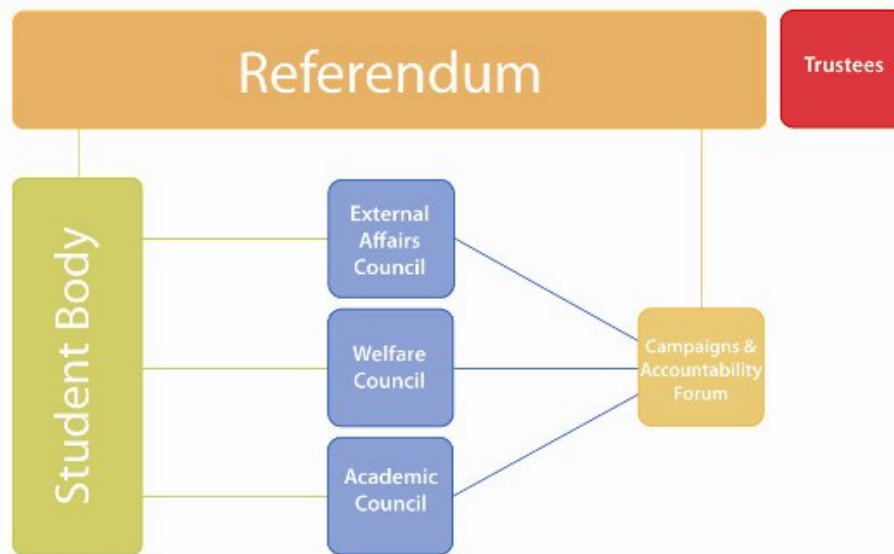 Referendum
Trustees
Student Body
External
Affairs
Council
Welfare
Council
Academic
Council
Campaigns &
Accountability
Forum